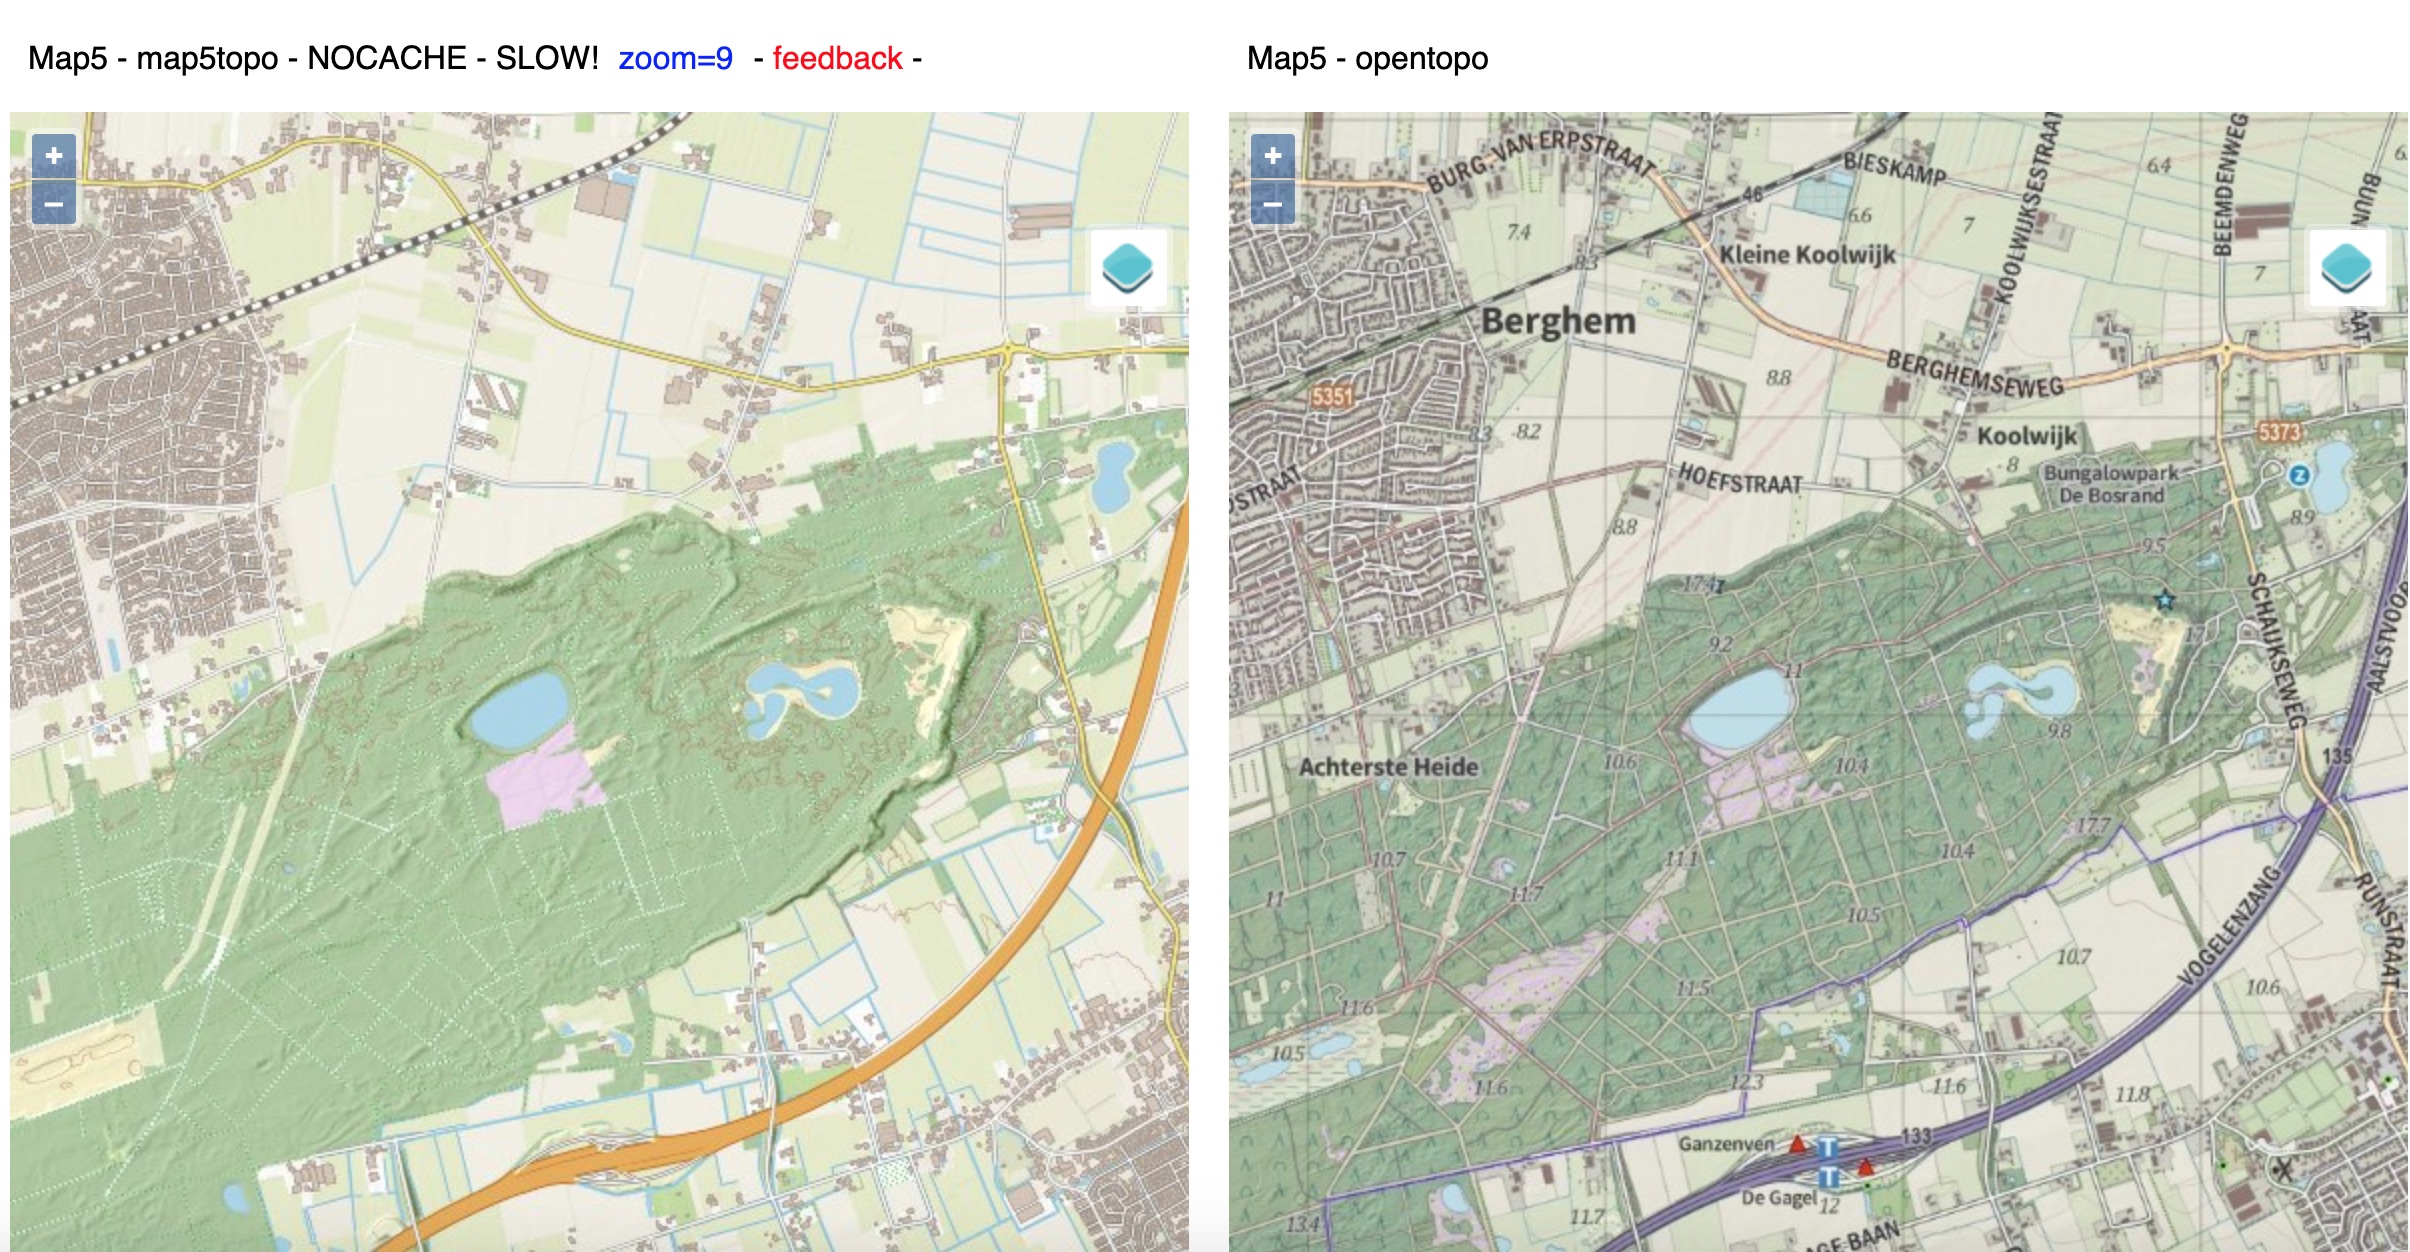 Map5 - map5topo - NOCACHE - SLOW! zoom=9 - feedback -
Map5 - opentopo
+
−
+
−
BURG. VAN ERPSTRAAT
BIESKAMP
KOOLWIJKSESTRAAT
BEEMDENWEG
6.4
46
6.6
7
7.4
Kleine Koolwijk
8.3
7
Berghem
BERGHEMSEWEG
8.8
5351
8.3
8.2
Koolwijk
5373
8
HOEFSTRAAT
Bungalowpark
De Bosrand
Z
8.8
8.9
9.5
17.4
SCHAIJKSEWEG
9.2
17
11
9.8
135
Achterste Heide
10.6
10.4
17.7
10.7
11.1
10.4
11
11.7
10.5
VOGELENZANG
RUNSTRAAT
10.7
11.5
10.6
11.6
10.5
12.3
11.6
11.6
11.8
Ganzenven
T
133
T
De Gagel
12
11.7
13.4